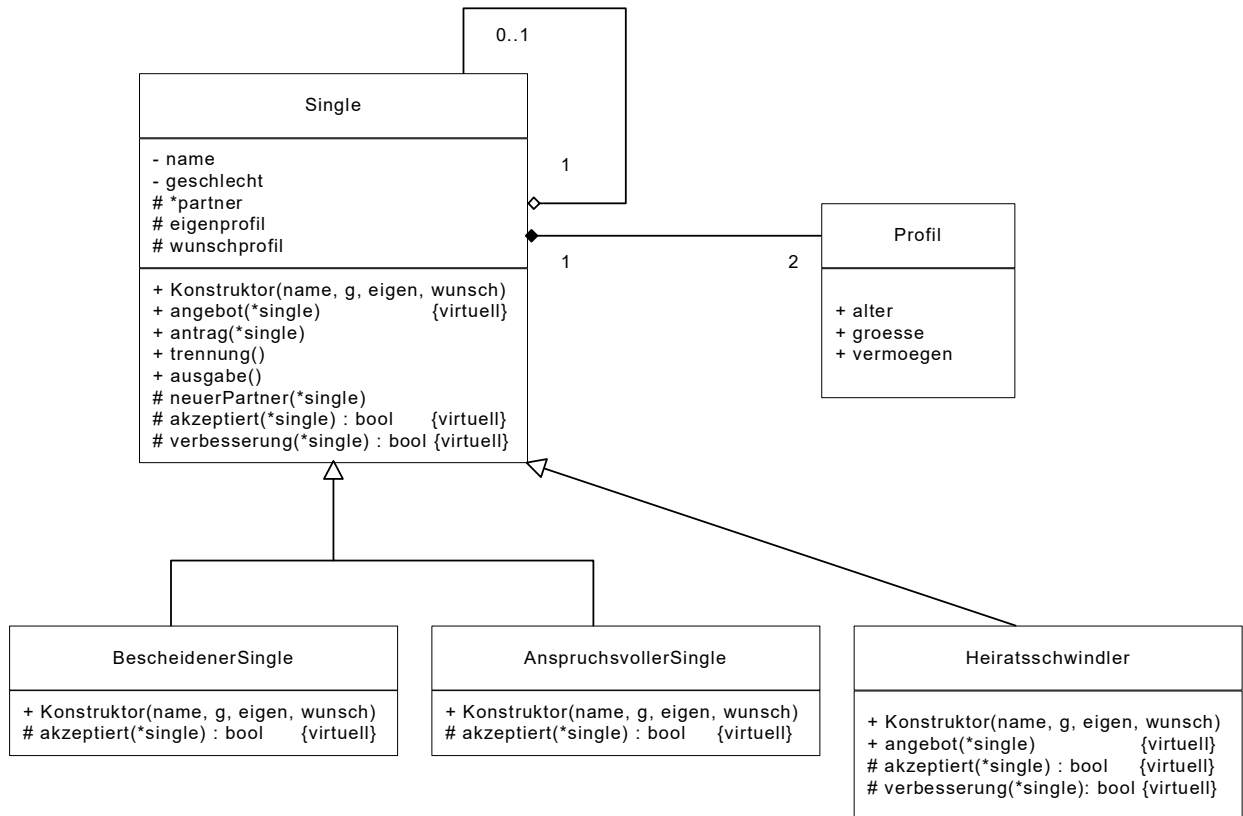 0..1
Single
- name
- geschlecht
# *partner
# eigenprofil
# wunschprofil
1
1
2
+ Konstruktor(name, g, eigen, wunsch)
+ angebot(*single) {virtuell}
+ antrag(*single)
+ trennung()
+ ausgabe()
# neuerPartner(*single)
# akzeptiert(*single) : bool {virtuell}
# verbesserung(*single) : bool {virtuell}
Profil
+ alter
+ groesse
+ vermoegen
BescheidenerSingle
+ Konstruktor(name, g, eigen, wunsch)
# akzeptiert(*single) : bool {virtuell}
AnspruchsvollerSingle
+ Konstruktor(name, g, eigen, wunsch)
# akzeptiert(*single) : bool {virtuell}
Heiratsschwindler
+ Konstruktor(name, g, eigen, wunsch)
+ angebot(*single) {virtuell}
# akzeptiert(*single) : bool {virtuell}
# verbesserung(*single): bool {virtuell}